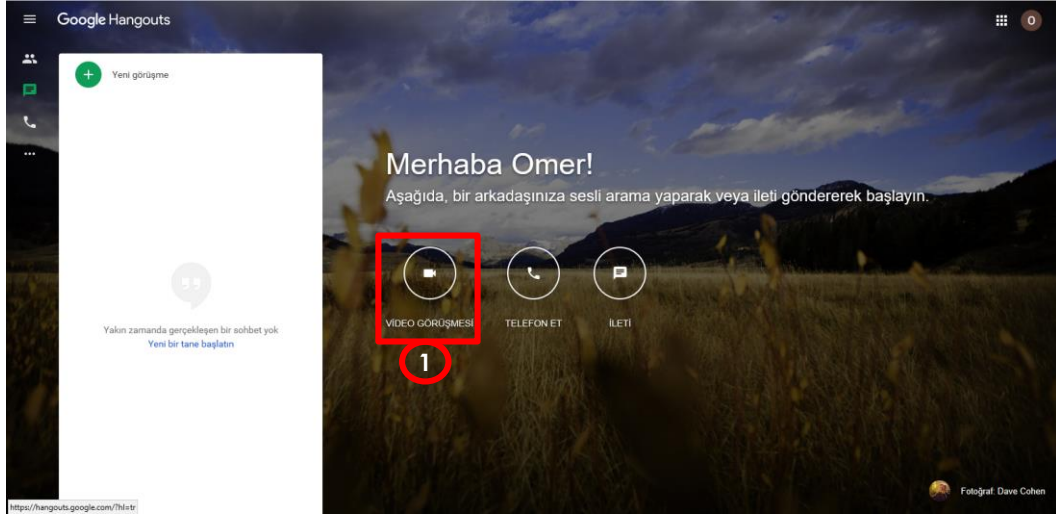 Google Hangouts
O
Yeni görüşme
Merhaba Omer!
Aşağıda, bir arkadaşınıza sesli arama yaparak veya ileti göndererek başlayın.
VİDEO GÖRÜŞMESİ
TELEFON ET
İLETİ
1
Yakın zamanda gerçekleşen bir sohbet yok
Yeni bir tane başlatın
Fotoğraf: Dave Cohen
https://hangouts.google.com/?hl=tr